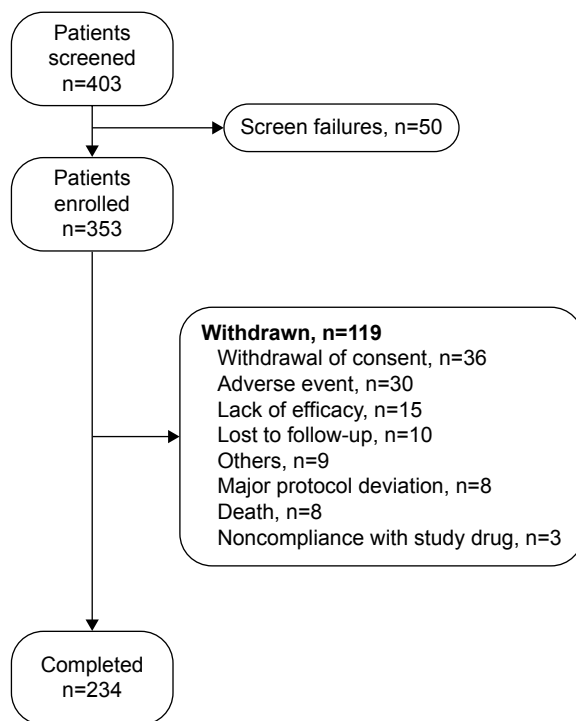 Patients
screened
n=403
Screen failures, n=50
Patients
enrolled
n=353
Withdrawn, n=119
Withdrawal of consent, n=36
Adverse event, n=30
Lack of efficacy, n=15
Lost to follow-up, n=10
Others, n=9
Major protocol deviation, n=8
Death, n=8
Noncompliance with study drug, n=3
Completed
n=234